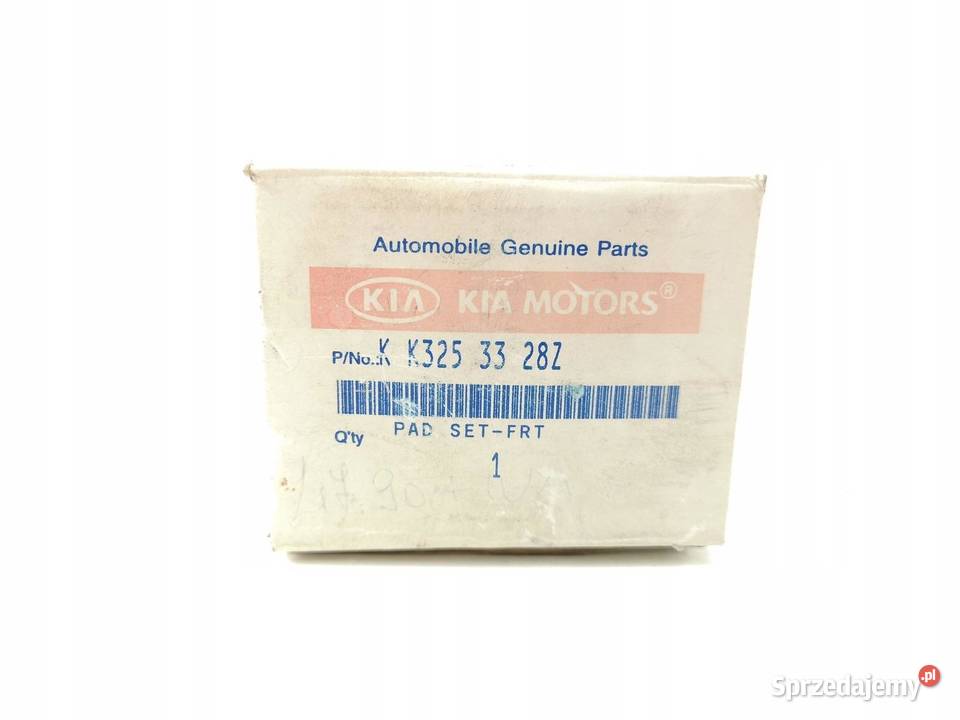 Automobile Genuine Parts
KIA KIA MOTORS®
P/No.:K K K325 33 28Z
PAD SET-FRT
Q'ty
1
Sprzedajemy.pl